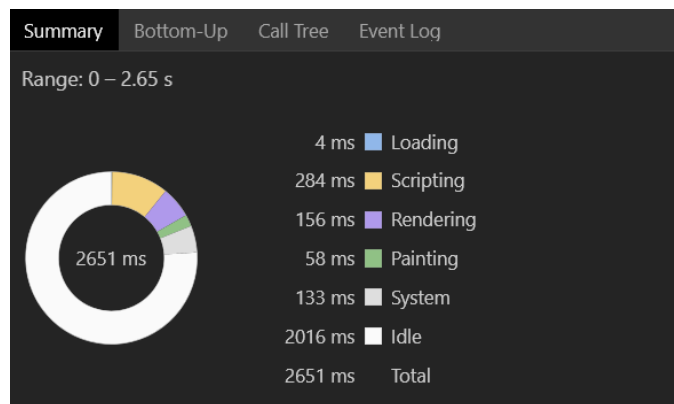 Summary Bottom-Up Call Tree Event Log
Range: 0 – 2.65 s
4 ms Loading
284 ms Scripting
156 ms Rendering
2651 ms
58 ms Painting
133 ms System
2016 ms Idle
2651 ms Total